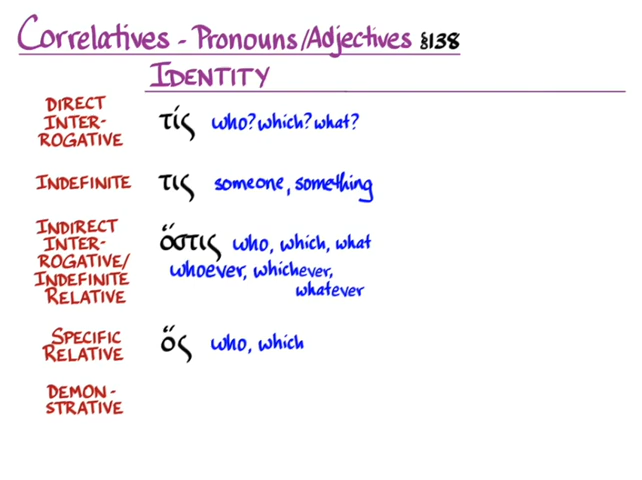 Correlatives - Pronouns/Adjectives §138
IDENTITY
DIRECT
INTER-
ROGATIVE
τίς who? which? what?
INDEFINITE
τις someone, something
INDIRECT
INTER-
ROGATIVE/
INDEFINITE
RELATIVE
ὅστις who, which, what
whoever, whichever,
whatever
SPECIFIC
RELATIVE
ὅς who, which
DEMON-
STRATIVE